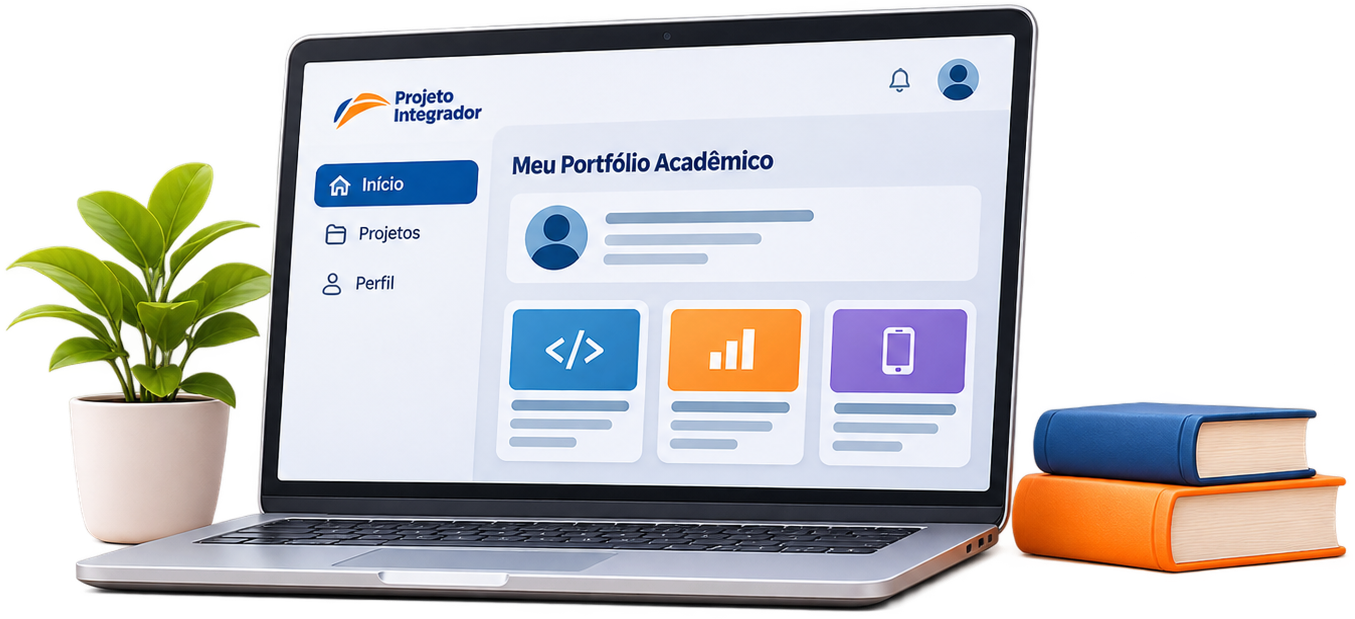 Projeto
Integrador
Início
Projetos
Perfil
Meu Portfólio Acadêmico